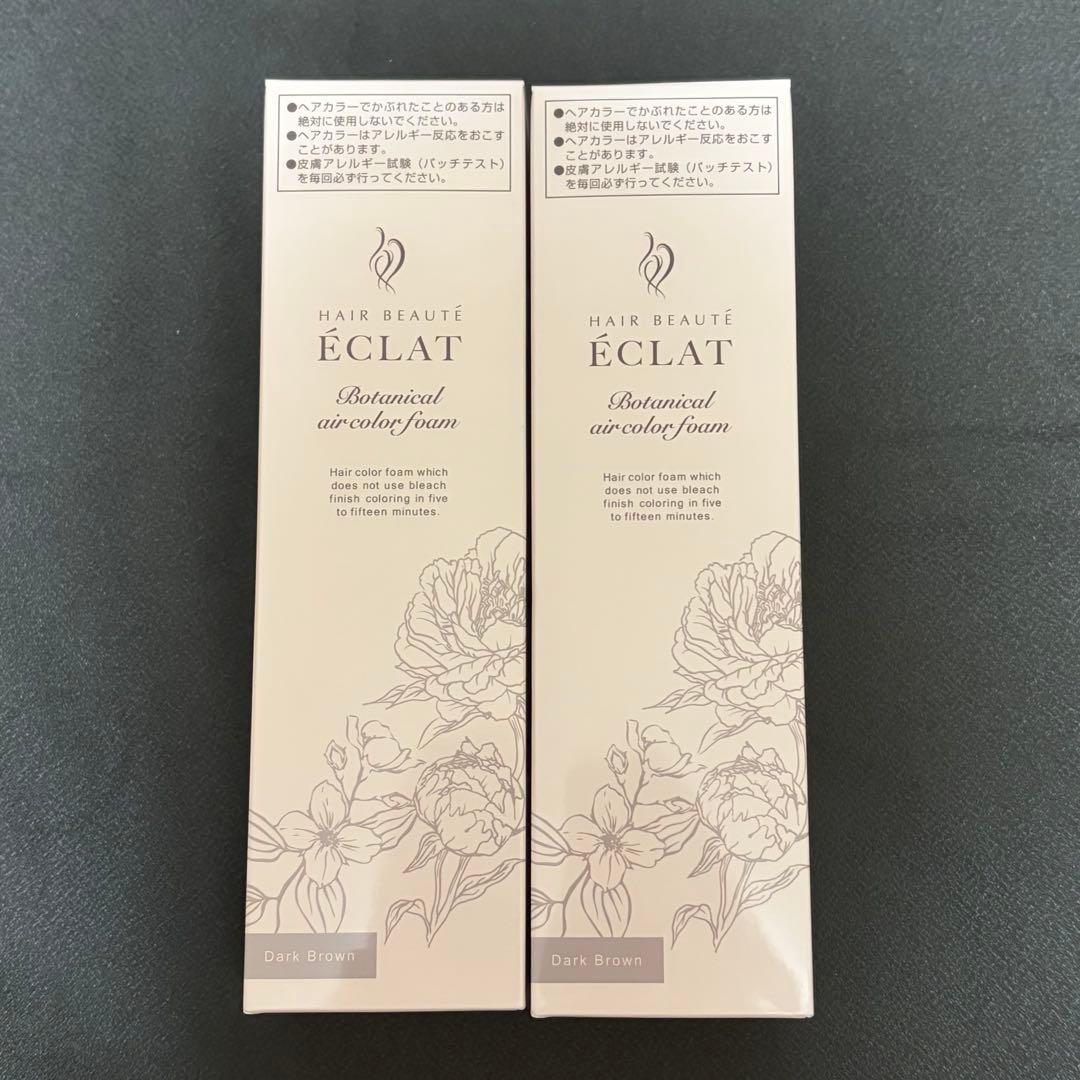 ●ヘアカラーでかぶれたことのある方は
絶対に使用しないでください。
●ヘアカラーはアレルギー反応をおこす
ことがあります。
●皮膚アレルギー試験（パッチテスト）
を毎回必ず行ってください。
HAIR BEAUTÉ
ÉCLAT
Botanical
air color foam
Hair color foam which
does not use bleach
finish coloring in five
to fifteen minutes.
Dark Brown
●ヘアカラーでかぶれたことのある方は
絶対に使用しないでください。
●ヘアカラーはアレルギー反応をおこす
ことがあります。
●皮膚アレルギー試験（パッチテスト）
を毎回必ず行ってください。
HAIR BEAUTÉ
ÉCLAT
Botanical
air color foam
Hair color foam which
does not use bleach
finish coloring in five
to fifteen minutes.
Dark Brown